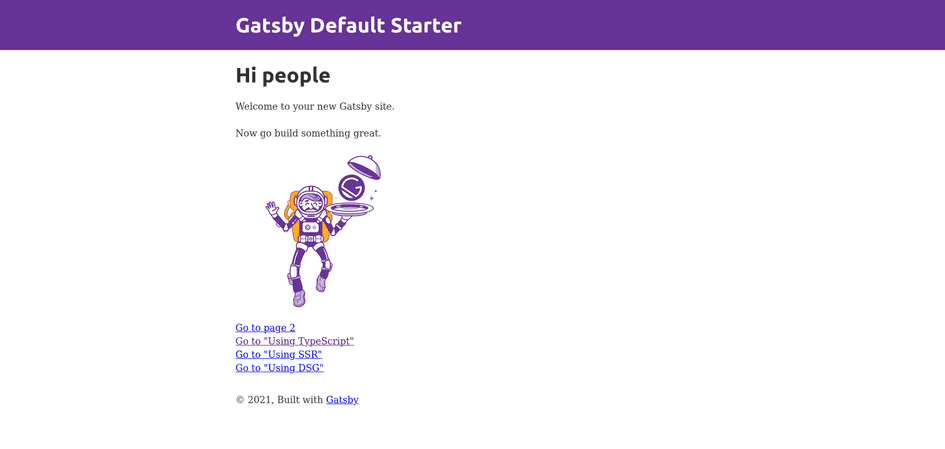 Gatsby Default Starter
Hi people
Welcome to your new Gatsby site.
Now go build something great.
Go to page 2
Go to "Using TypeScript"
Go to "Using SSR"
Go to "Using DSG"
© 2021, Built with Gatsby